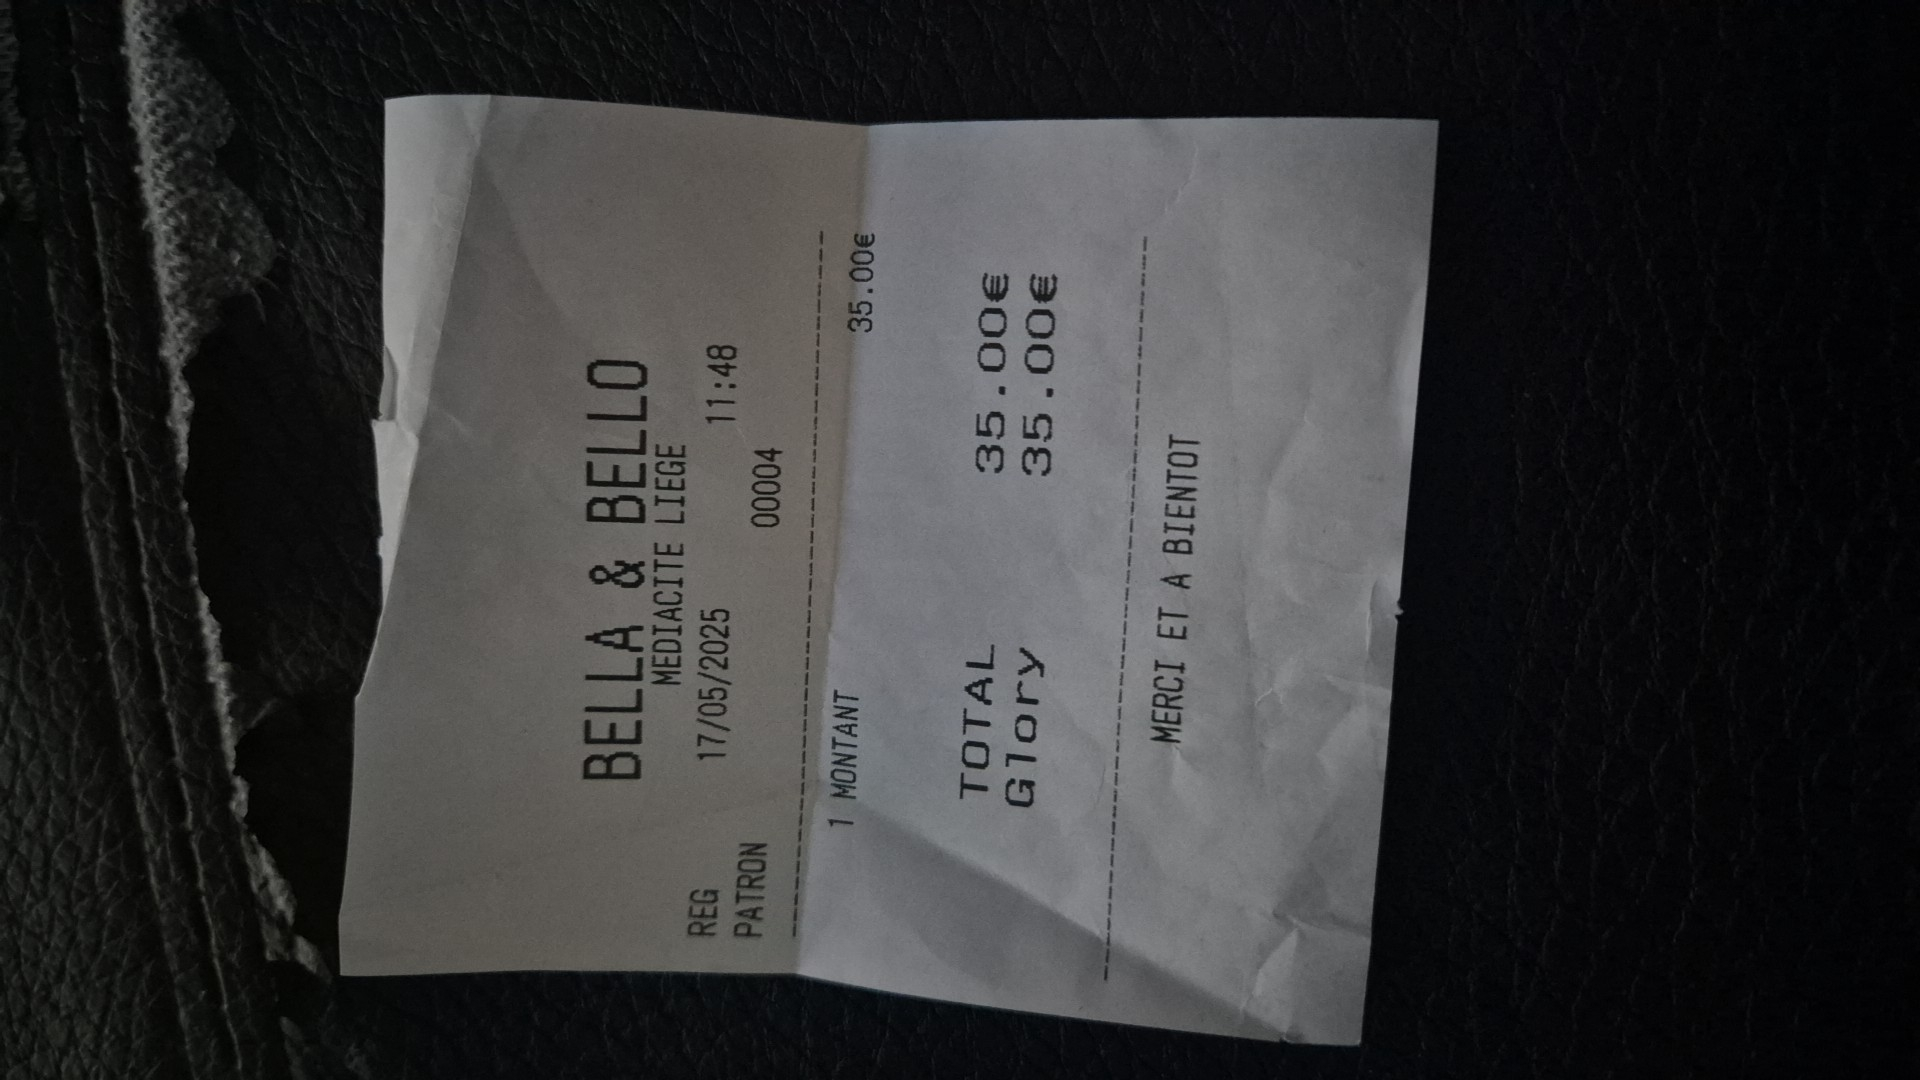 BELLA & BELLO
MEDIACITE LIEGE
REG 17/05/2025 11:48
PATRON 00004
1 MONTANT 35.00€
TOTAL 35.00€
Glory 35.00€
MERCI ET A BIENTOT